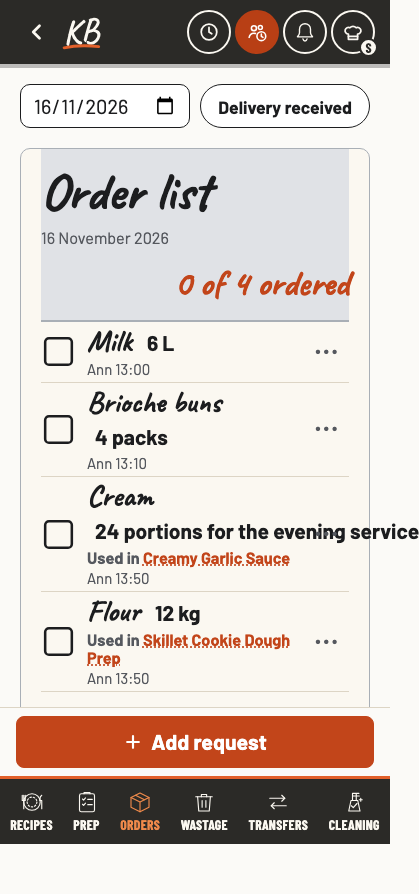 KB
$
16/11/2026
Delivery received
Order list
16 November 2026
0 of 4 ordered
Milk 6 L
Ann 13:00
Brioche buns
4 packs
Ann 13:10
Cream
24 portions for the evening service
Used in Creamy Garlic Sauce
Ann 13:50
Flour 12 kg
Used in Skillet Cookie Dough
Prep
Ann 13:50
+ Add request
RECIPES PREP ORDERS WASTAGE TRANSFERS CLEANING